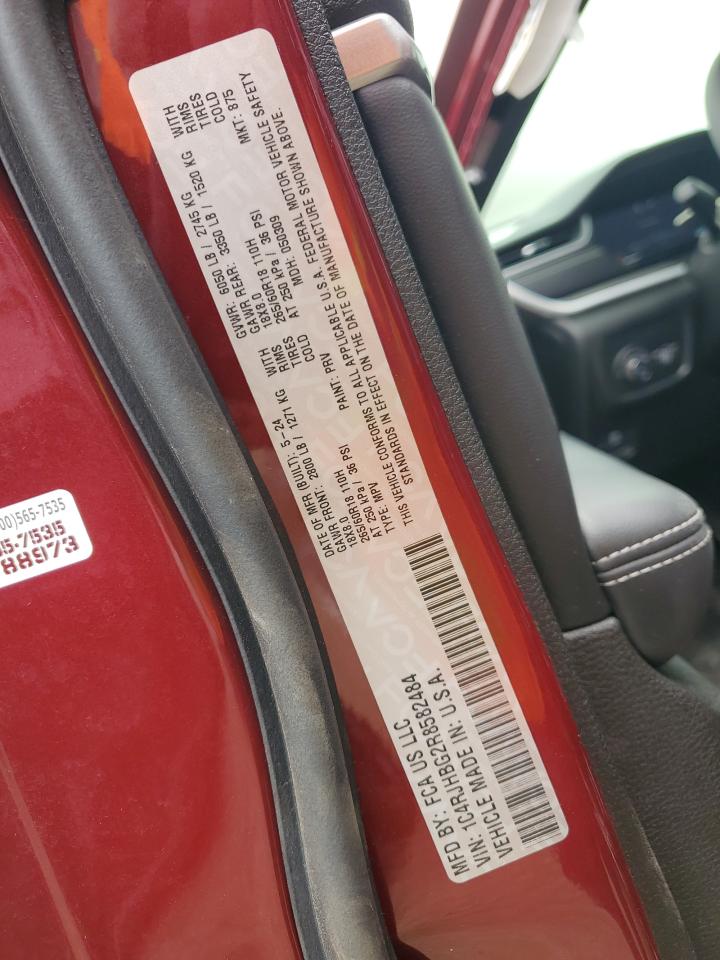 MFD BY: FCA US LLC
VIN: 1C4RJHBG2R8582484
VEHICLE MADE IN: U.S.A.
DATE OF MFR (BUILT): 5-24
GAWR FRONT: 2800 LB / 1271 KG WITH
18X8.0 RIMS
265/60R18 110H TIRES
AT 250 kPa / 36 PSI COLD
TYPE: MPV PAINT: PRV
GVWR: 6050 LB / 2745 KG
GAWR REAR: 3350 LB / 1520 KG WITH
18X8.0 RIMS
265/60R18 110H TIRES
AT 250 kPa / 36 PSI COLD
MDH: 050309 MKT: 875
THIS VEHICLE CONFORMS TO ALL APPLICABLE U.S.A. FEDERAL MOTOR VEHICLE SAFETY
STANDARDS IN EFFECT ON THE DATE OF MANUFACTURE SHOWN ABOVE.
00)565-7535